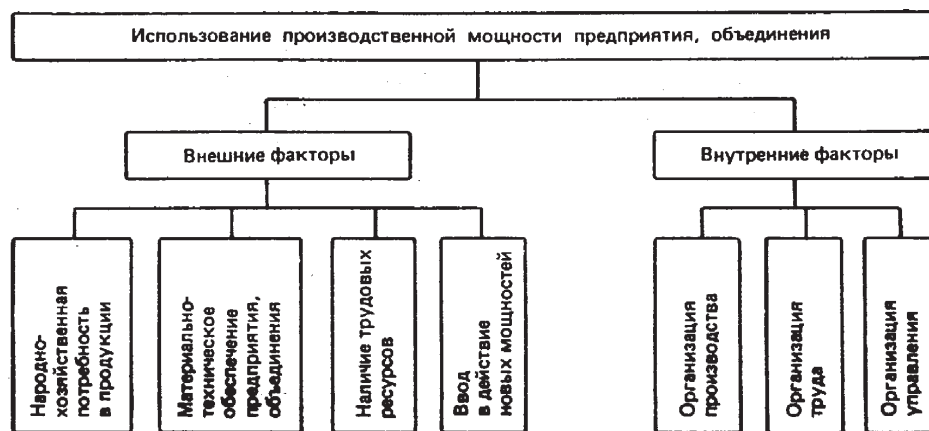 Использование производственной мощности предприятия, объединения
Внешние факторы
Внутренние факторы
Народно-
хозяйственная
потребность
в продукции
Материально-
техническое
обеспечение
предприятия,
объединения
Наличие трудовых
ресурсов
Ввод
в действие
новых мощностей
Организация
производства
Организация
труда
Организация
управления